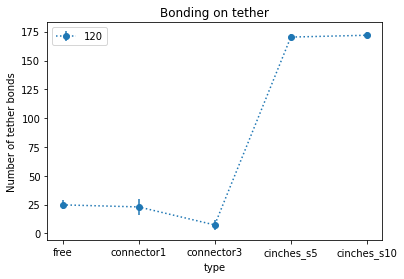 Bonding on tether
120
175
150
125
100
75
50
25
0
Number of tether bonds
free connector1 connector3 cinches_s5 cinches_s10
type